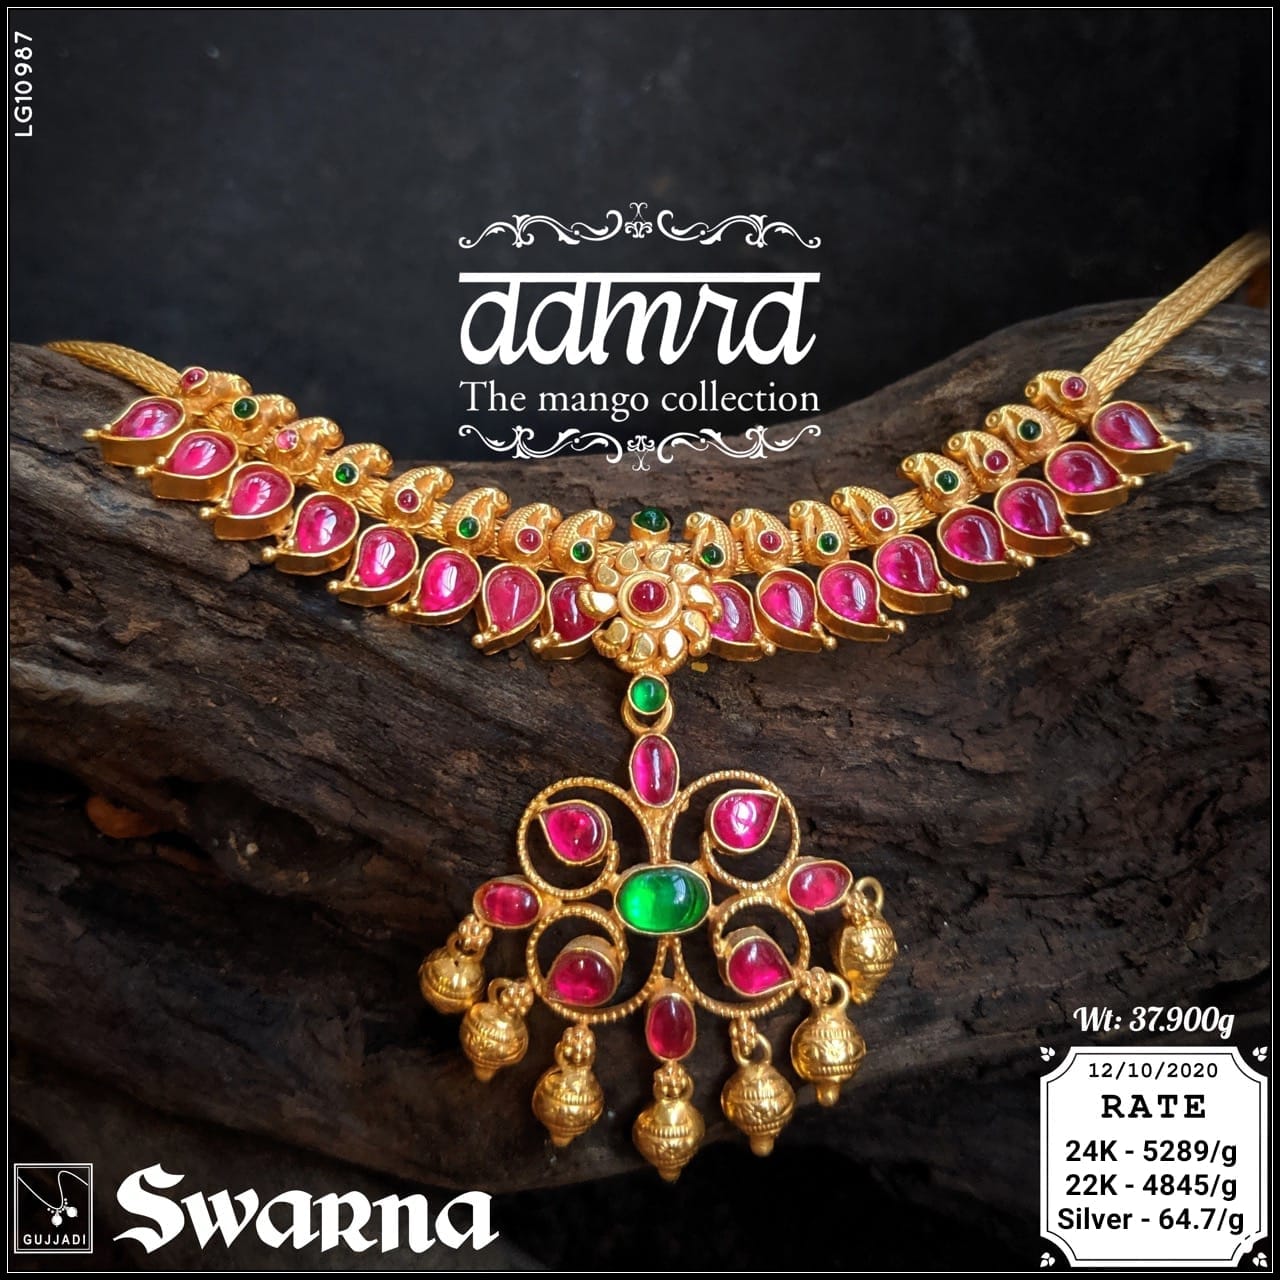 LG10987
aamra
The mango collection
Wt: 37.900g
12/10/2020
RATE
24K - 5289/g
22K - 4845/g
Silver - 64.7/g
GUJJADI
Swarna